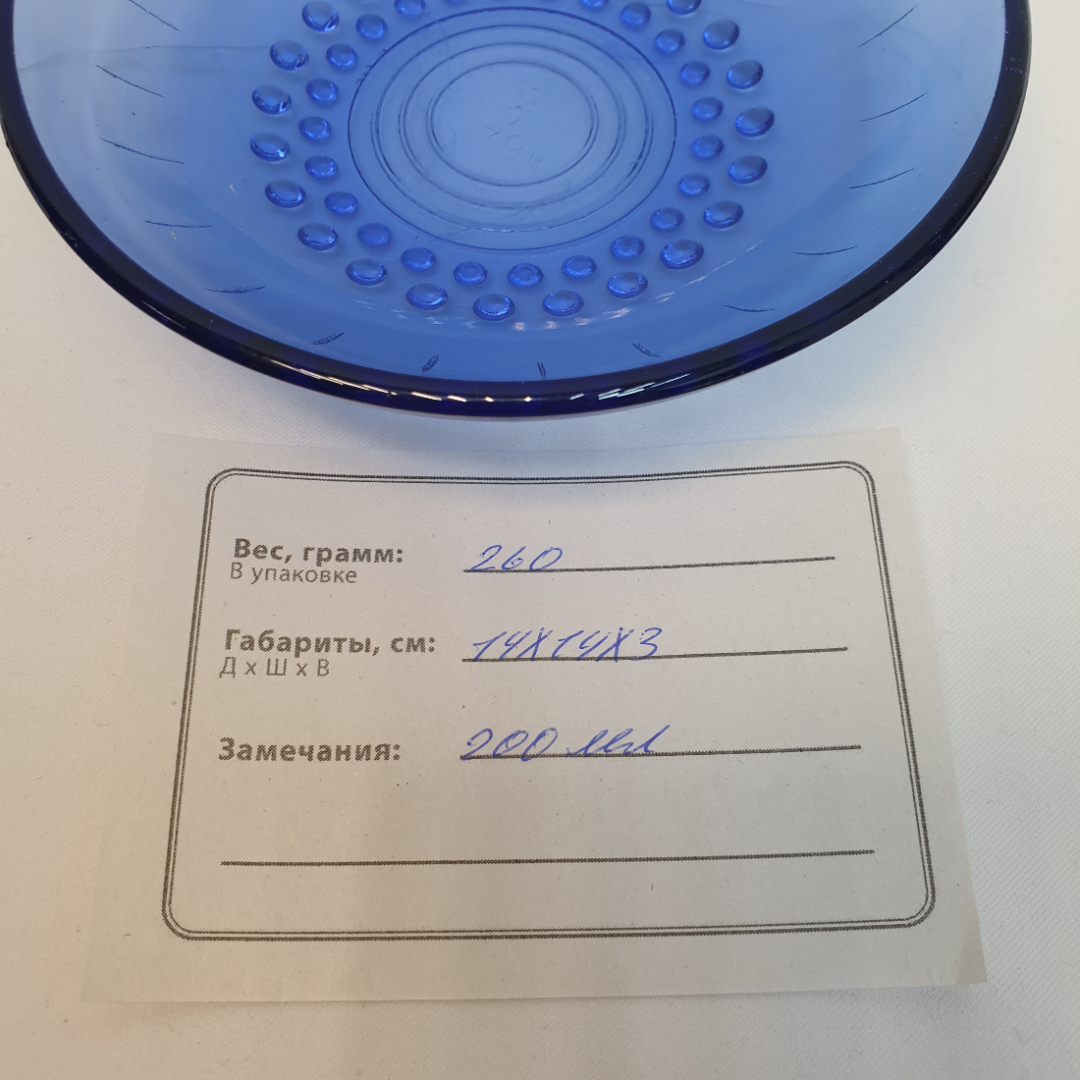 Вес, грамм: 260
В упаковке
Габариты, см: 14х14х3
Д х Ш х В
Замечания: 200 мл